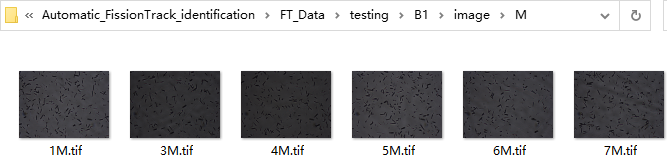 « Automatic_FissionTrack_identification > FT_Data > testing > B1 > image > M
1M.tif 3M.tif 4M.tif 5M.tif 6M.tif 7M.tif